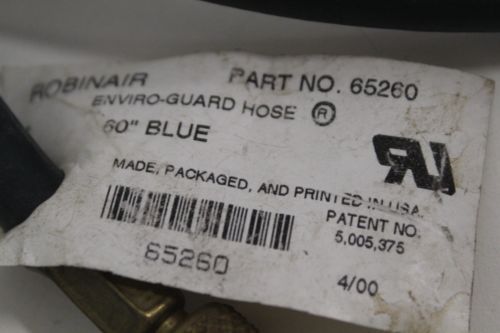 ROBINAIR PART NO. 65260
ENVIRO-GUARD HOSE ®
60" BLUE
MADE, PACKAGED, AND PRINTED IN USA
PATENT NO.
5,005,375
65260
4/00